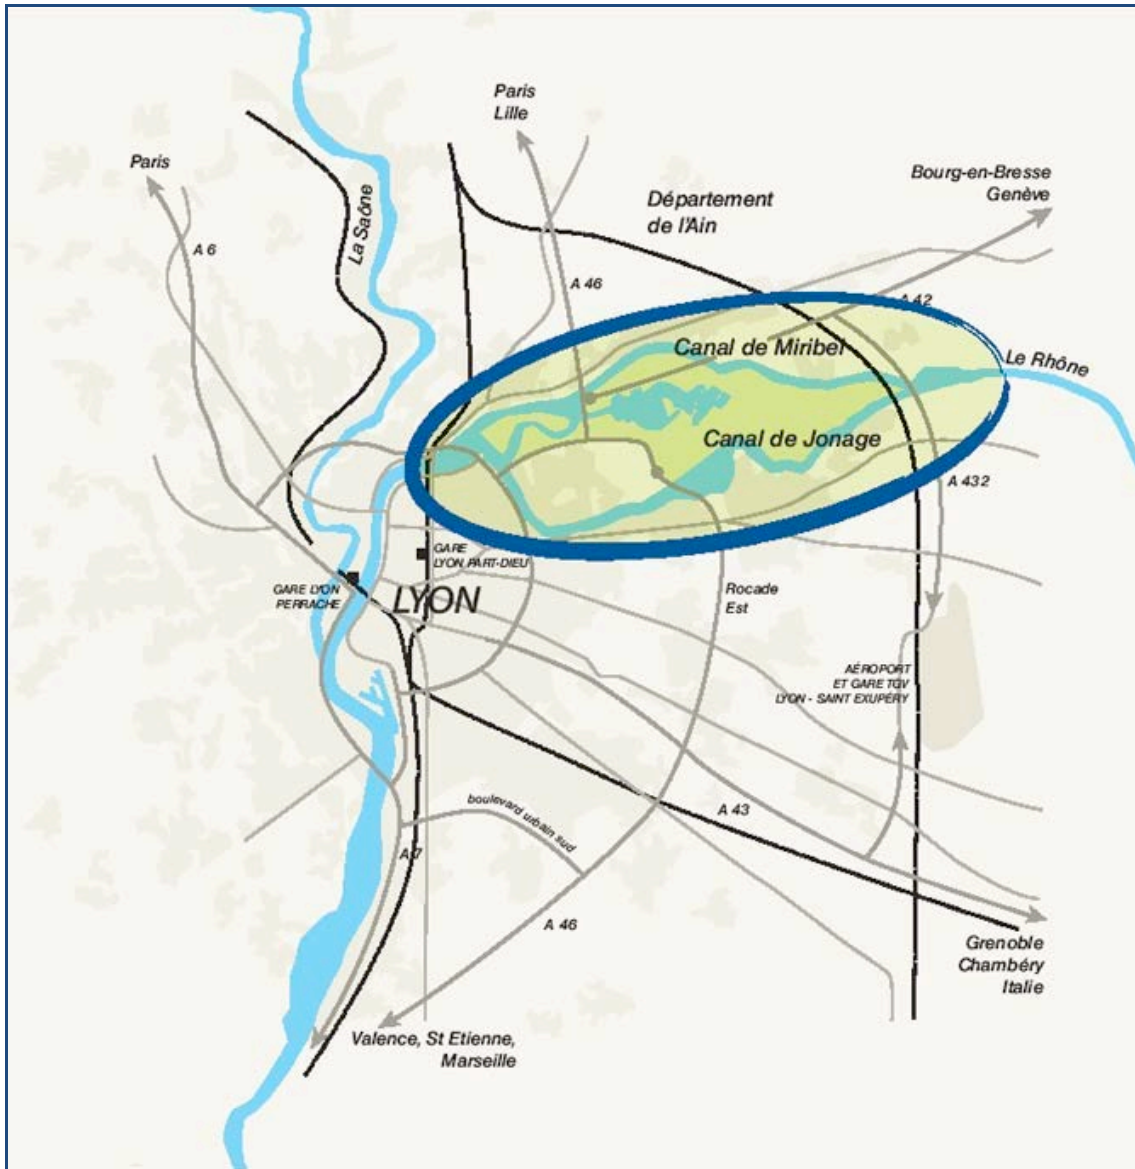 Paris
Lille
Paris
Bourg-en-Bresse
Genève
Département
de l'Ain
La Saône
A 6
A 46
A 42
Canal de Miribel
Le Rhône
Canal de Jonage
A 432
GARE
LYON PART-DIEU
GARE LYON
PERRACHE
LYON
Rocade
Est
AÉROPORT
ET GARE TGV
LYON - SAINT EXUPÉRY
boulevard urbain sud
A 43
A 7
A 46
Grenoble
Chambéry
Italie
Valence, St Etienne,
Marseille